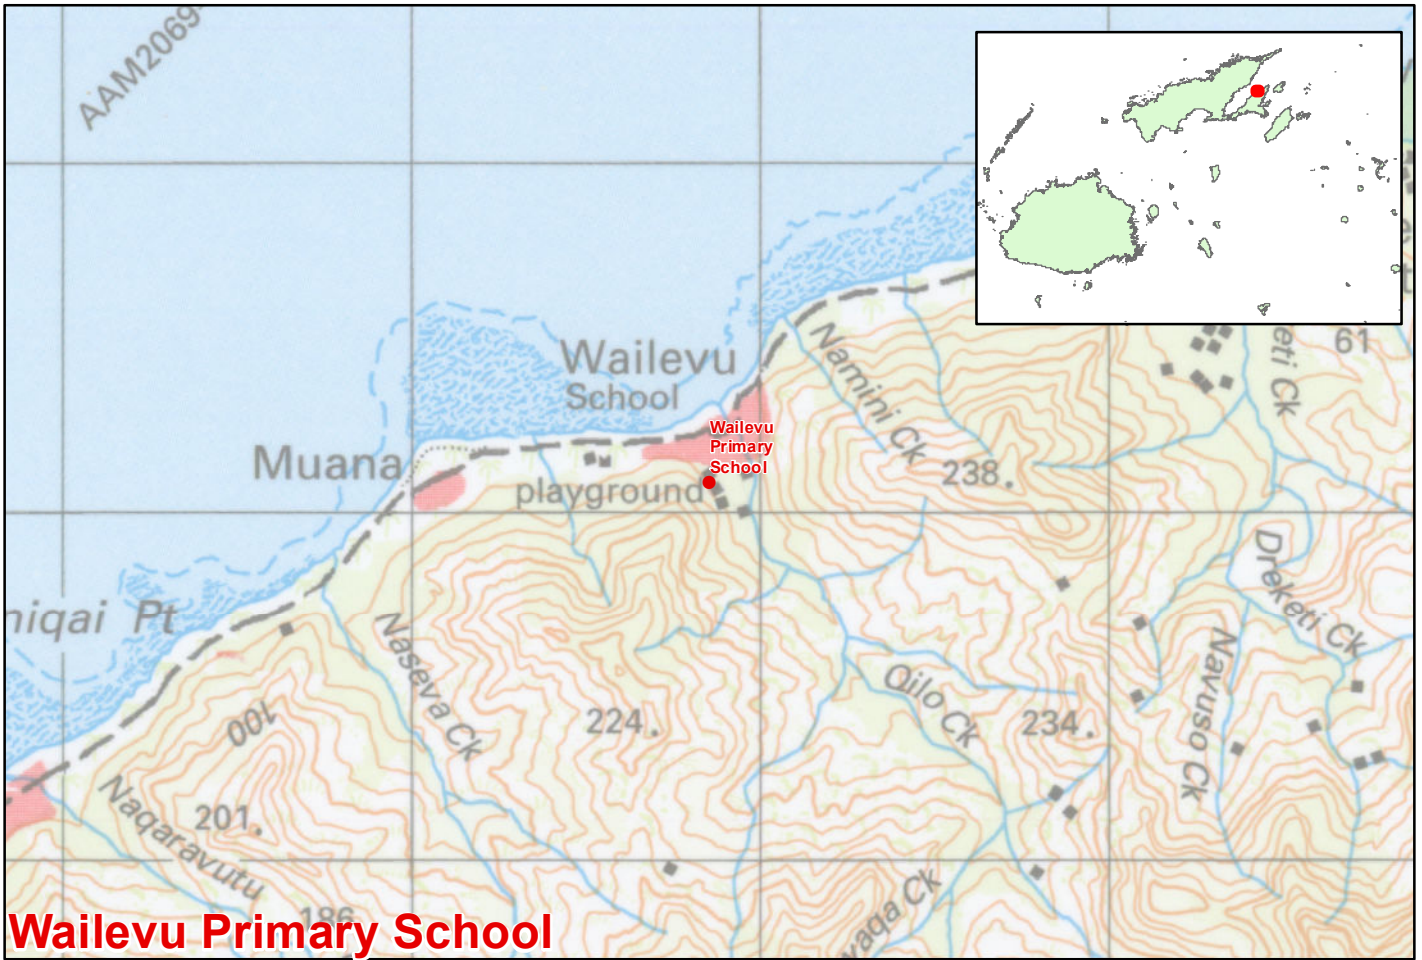 AAM2069
Wailevu
School
Wailevu
Primary
School
Muana
playground
Namini Ck
238
61
eti Ck
Dreketi Ck
niqai Pt
Naseva Ck
Qilo Ck
Navuso Ck
100
224
234
201
Naqaravutu
186
waqa Ck
Wailevu Primary School